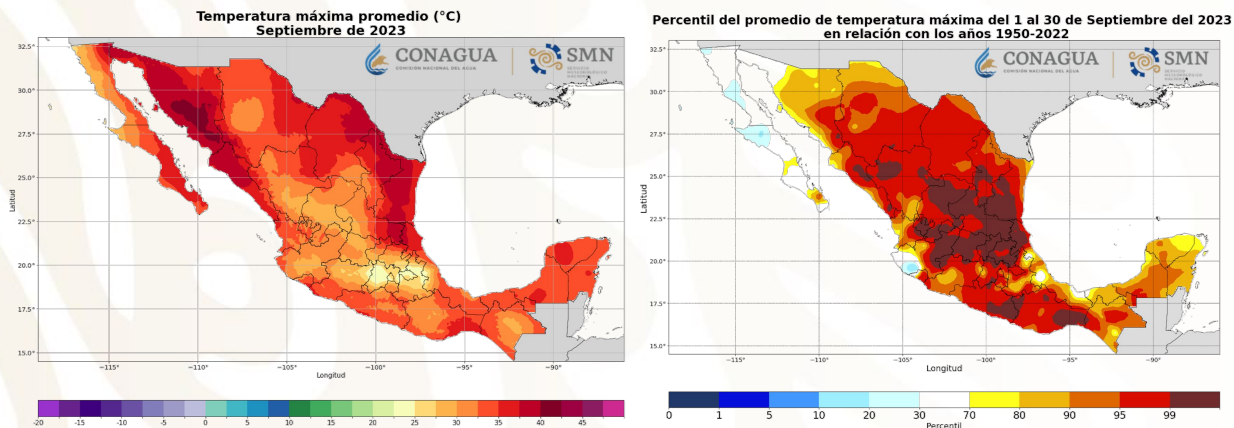 Temperatura máxima promedio (°C)
Septiembre de 2023
CONAGUA
COMISIÓN NACIONAL DEL AGUA
SMN
32.5°
30.0°
27.5°
25.0°
22.5°
20.0°
17.5°
15.0°
Latitud
−115°
−110°
−105°
−100°
−95°
−90°
Longitud
-20 -15 -10 -5 0 5 10 15 20 25 30 35 40 45
Percentil del promedio de temperatura máxima del 1 al 30 de Septiembre del 2023
en relación con los años 1950-2022
CONAGUA
COMISIÓN NACIONAL DEL AGUA
SMN
32.5°
30.0°
27.5°
25.0°
22.5°
20.0°
17.5°
15.0°
Latitud
−115°
−110°
−105°
−100°
−95°
−90°
Longitud
0 1 5 10 20 30 70 80 90 95 99
Percentil